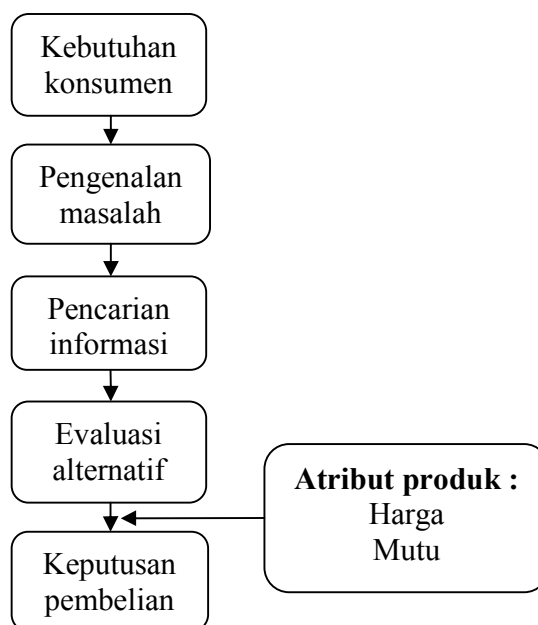 Kebutuhan
konsumen
Pengenalan
masalah
Pencarian
informasi
Evaluasi
alternatif
Atribut produk :
Harga
Mutu
Keputusan
pembelian